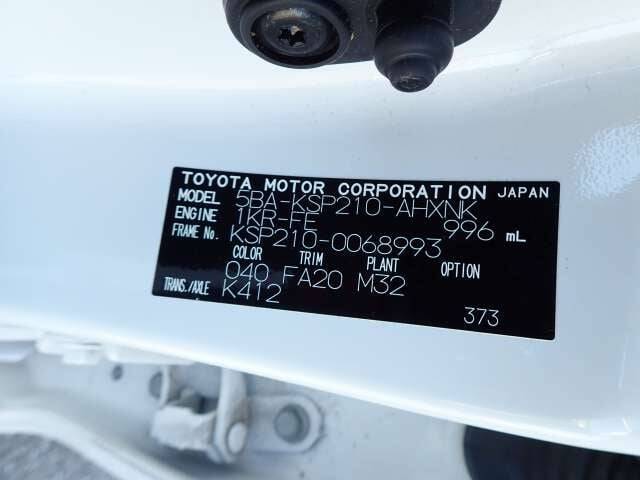 TOYOTA MOTOR CORPORATION JAPAN
MODEL 5BA-KSP210-AHXNK
ENGINE 1KR-FE 996 mL
FRAME No. KSP210-0068993
COLOR TRIM PLANT OPTION
040 FA20 M32
TRANS./AXLE K412
373